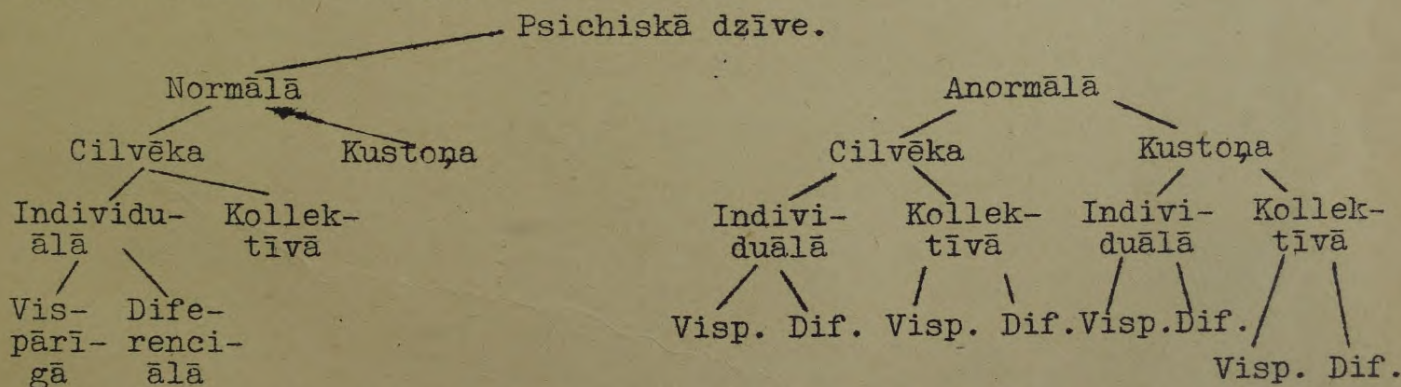 Psichiskā dzīve.
Normālā Anormālā
Cilvēka Kustoņa Cilvēka Kustoņa
Individu- Kollek- Indivi- Kollek- Indivi- Kollek-
ālā tīvā duālā tīvā duālā tīvā
Vis- Dife- Visp. Dif. Visp. Dif. Visp. Dif.
pārī- renci- Visp. Dif.
gā ālā